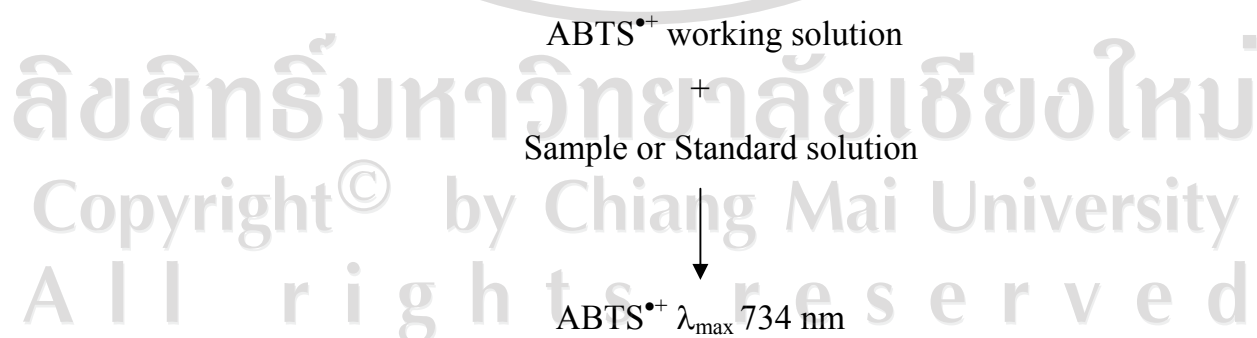 ABTS•+ working solution
ลิขสิทธิ์มหาวิทยาลัยเชียงใหม่
+
Sample or Standard solution
Copyright© by Chiang Mai University
All rights reserved
ABTS•+ λmax 734 nm